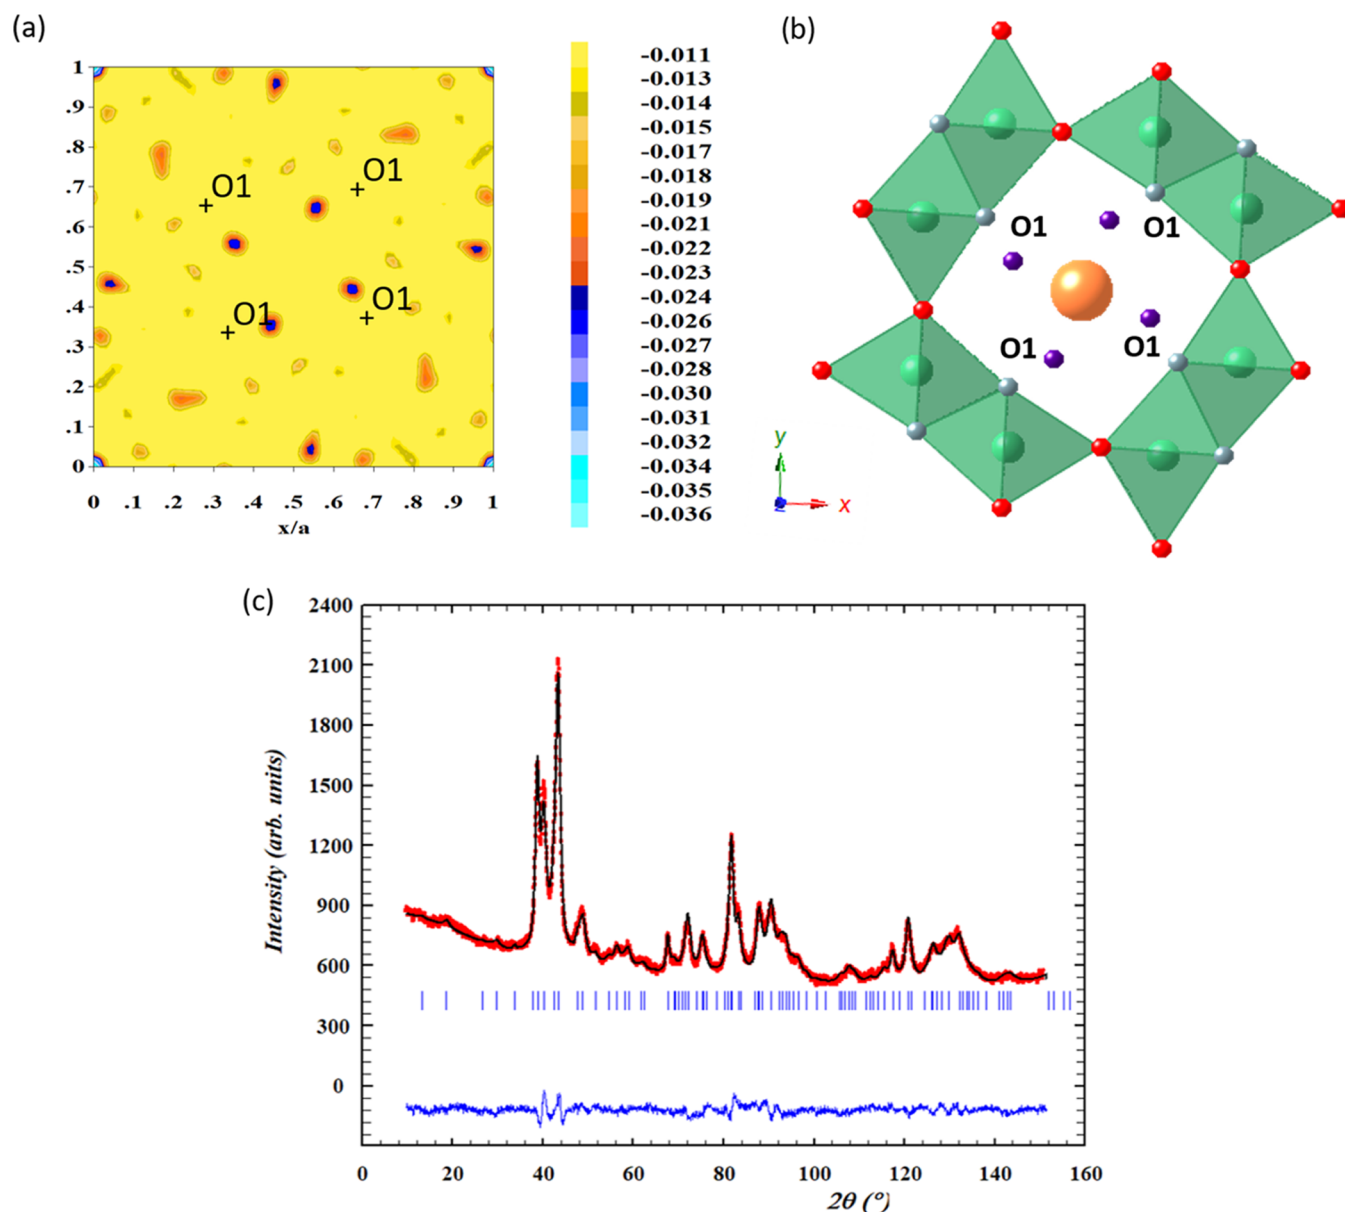 (a)
1
.9
.8
.7
.6
.5
.4
.3
.2
.1
0
0 .1 .2 .3 .4 .5 .6 .7 .8 .9 1
x/a
O1
O1
O1
O1
-0.011
-0.013
-0.014
-0.015
-0.017
-0.018
-0.019
-0.021
-0.022
-0.023
-0.024
-0.026
-0.027
-0.028
-0.030
-0.031
-0.032
-0.034
-0.035
-0.036
(b)
O1
O1
O1
O1
y
z
x
(c)
Intensity (arb. units)
2400
2100
1800
1500
1200
900
600
300
0
0 20 40 60 80 100 120 140 160
2θ (°)